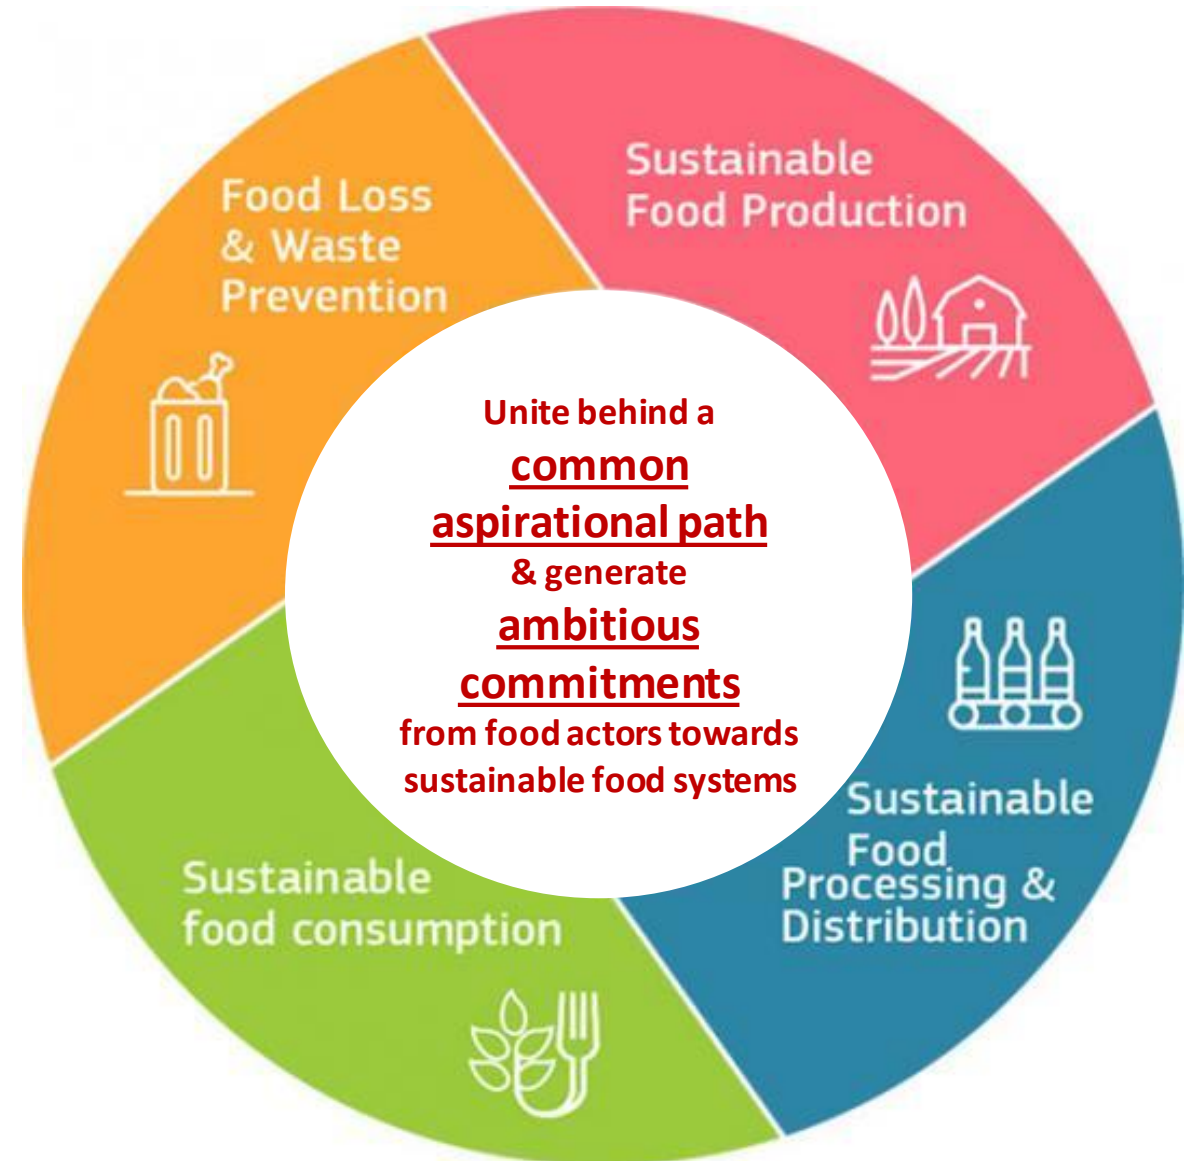 Sustainable
Food Production
Food Loss
& Waste
Prevention
Unite behind a
common
aspirational path
& generate
ambitious
commitments
from food actors towards
sustainable food systems
Sustainable
Food
Processing &
Distribution
Sustainable
food consumption